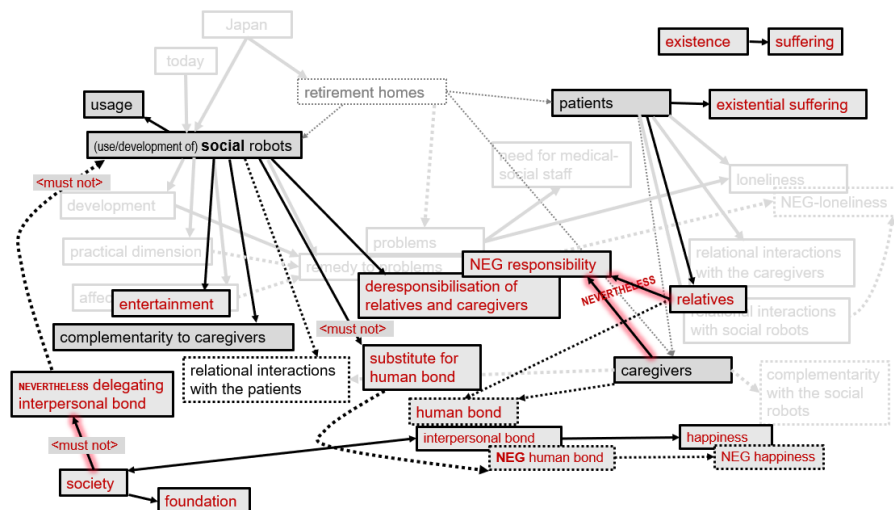 Japan
existence
suffering
today
retirement homes
usage
patients
existential suffering
(use/development of) social robots
<must not>
need for medical-
social staff
loneliness
NEG-loneliness
development
problems
practical dimension
remedy to problems
NEG responsibility
relational interactions
with the caregivers
deresponsibilisation of
relatives and caregivers
NEVERTHELESS
relatives
entertainment
relational interactions
with social robots
complementarity to caregivers
<must not>
relational interactions
with the patients
substitute for
human bond
caregivers
complementarity
with the social
robots
NEVERTHELESS delegating
interpersonal bond
human bond
<must not>
interpersonal bond
happiness
NEG human bond
NEG happiness
society
foundation